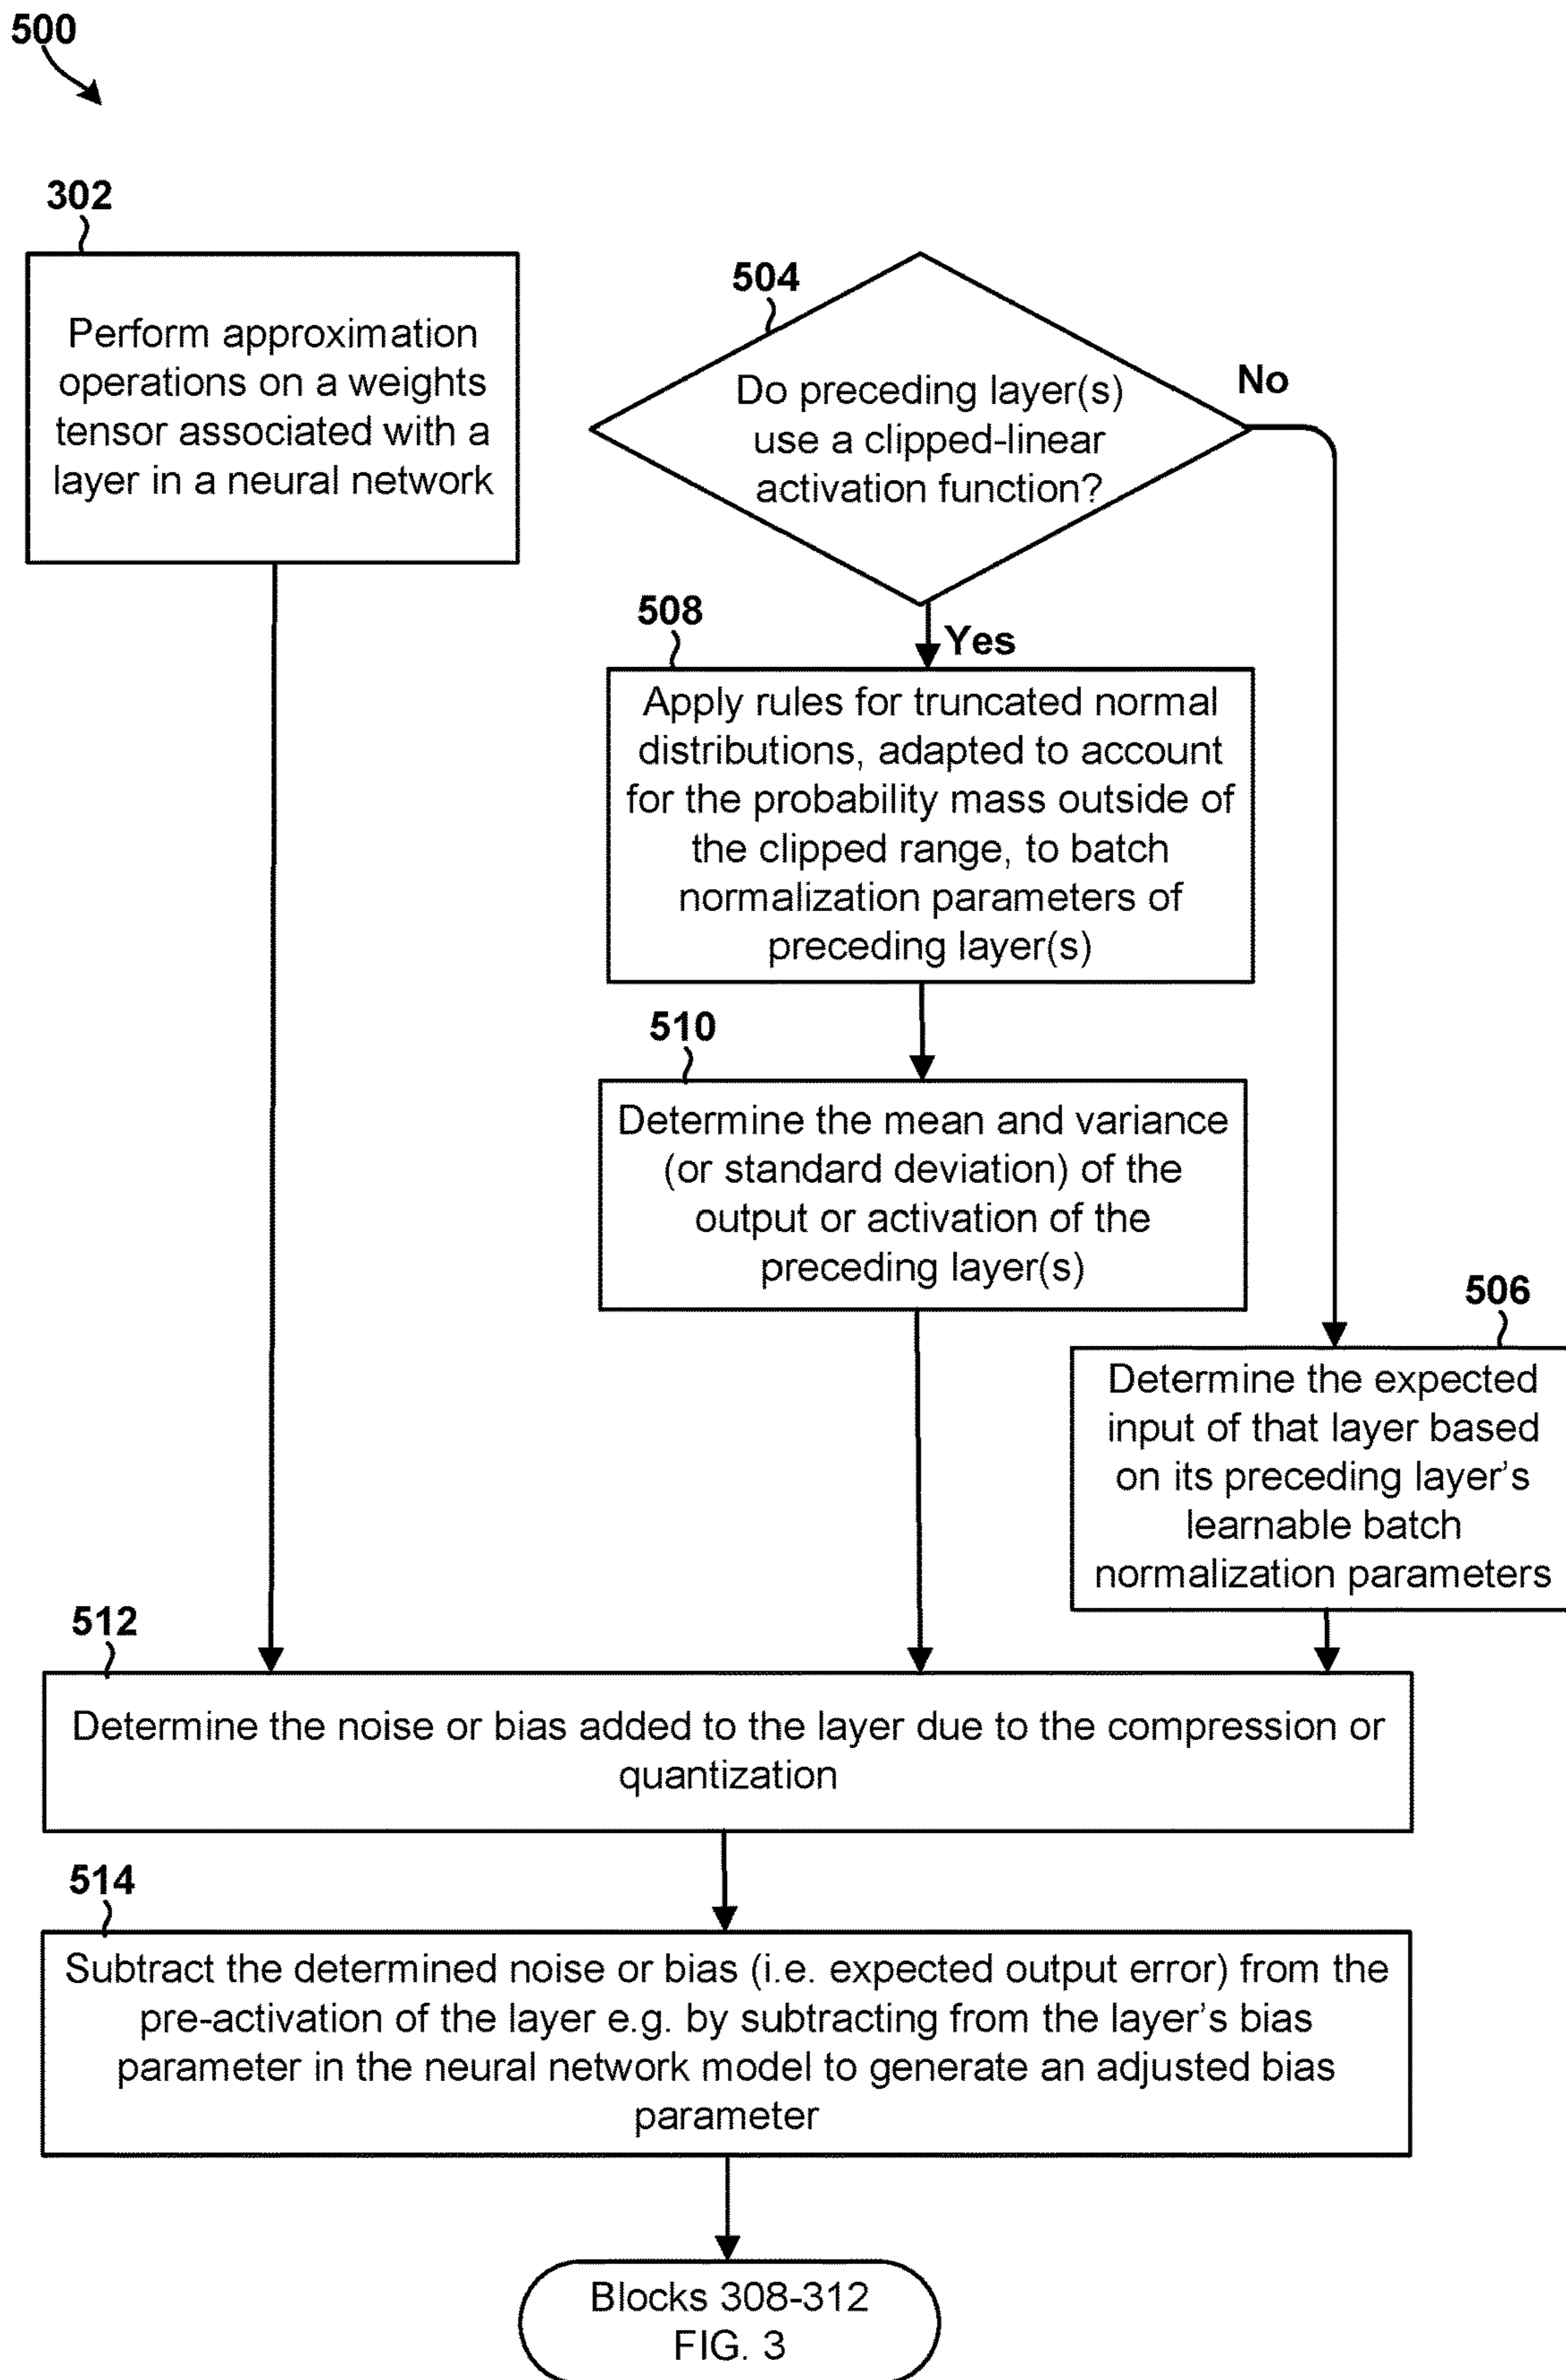 500
302
Perform approximation
operations on a weights
tensor associated with a
layer in a neural network
504
Do preceding layer(s)
use a clipped-linear
activation function?
No
Yes
508
Apply rules for truncated normal
distributions, adapted to account
for the probability mass outside of
the clipped range, to batch
normalization parameters of
preceding layer(s)
510
Determine the mean and variance
(or standard deviation) of the
output or activation of the
preceding layer(s)
506
Determine the expected
input of that layer based
on its preceding layer's
learnable batch
normalization parameters
512
Determine the noise or bias added to the layer due to the compression or
quantization
514
Subtract the determined noise or bias (i.e. expected output error) from the
pre-activation of the layer e.g. by subtracting from the layer's bias
parameter in the neural network model to generate an adjusted bias
parameter
Blocks 308-312
FIG. 3